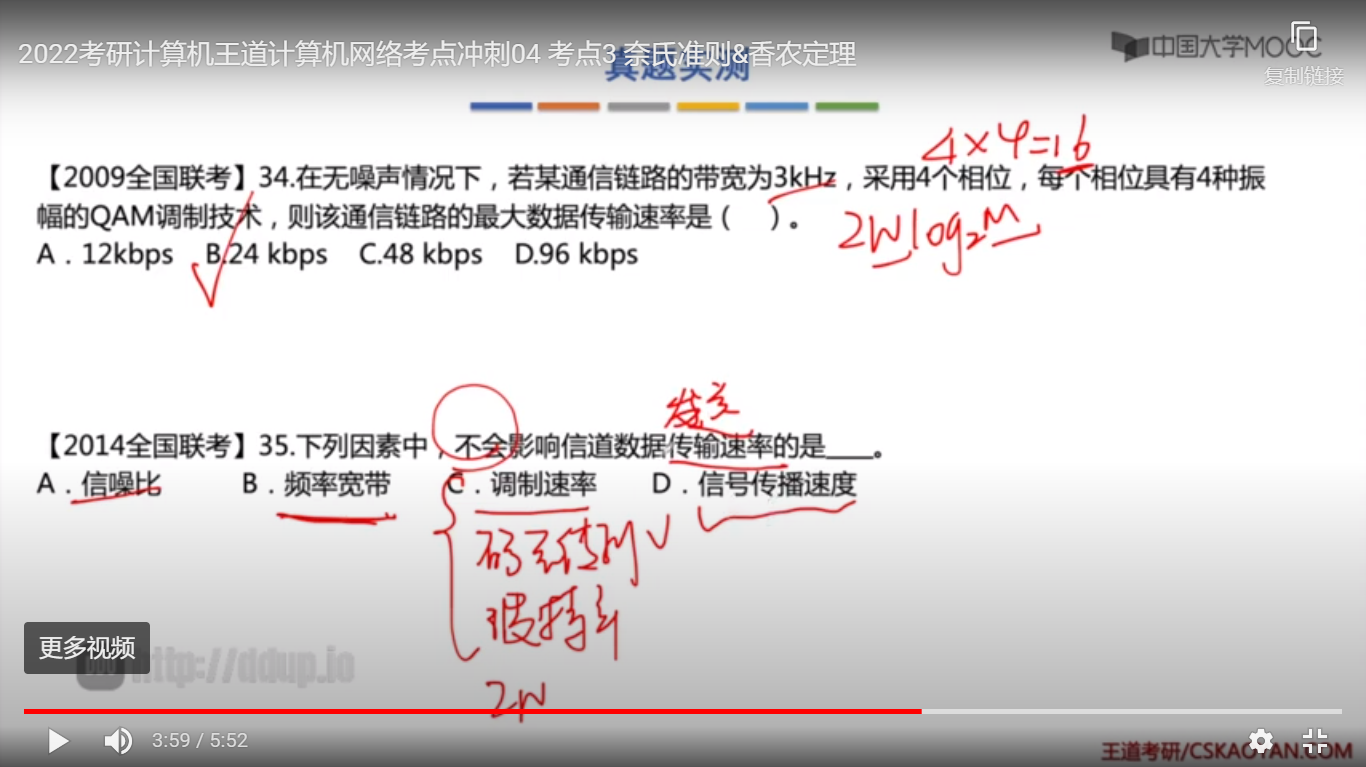 2022考研计算机王道计算机网络考点冲刺04 考点3 奈氏准则&香农定理
真题实测
中国大学MOOC
复制链接
4×4=16
【2009全国联考】34.在无噪声情况下，若某通信链路的带宽为3kHz，采用4个相位，每个相位具有4种振
幅的QAM调制技术，则该通信链路的最大数据传输速率是（ ）。
2Wlog₂M
A．12kbps B.24 kbps C.48 kbps D.96 kbps
发送
【2014全国联考】35.下列因素中，不会影响信道数据传输速率的是____。
A．信噪比 B．频率宽带 C．调制速率 D．信号传播速度
码元传
波特率
更多视频
http://ddup.io
2W
3:59 / 5:52
王道考研/CSKAOYAN.COM